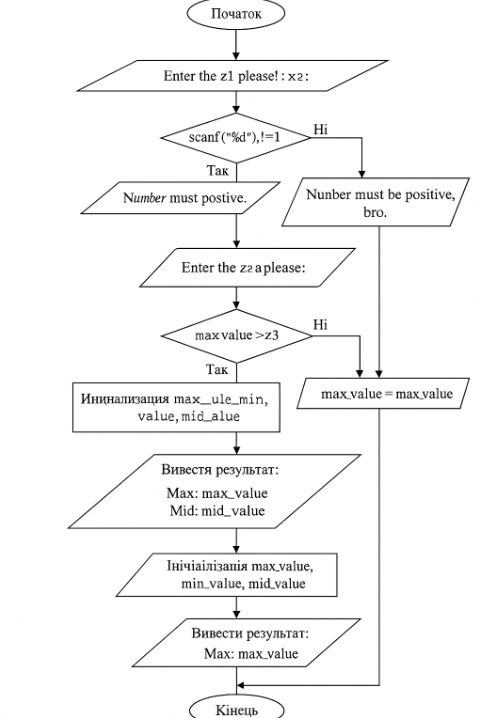 Початок
Enter the z1 please! : x2:
scanf("%d"),!=1
Ні
Так
Number must postive.
Nunber must be positive,
bro.
Enter the z2 a please:
max value >z3
Ні
Так
max_value = max_value
Ининализация max__ule_min,
value, mid_alue
Вивестя результат:
Max: max_value
Mid: mid_value
Інічіаілізація max_value,
min_value, mid_value
Вивести результат:
Max: max_value
Кінець